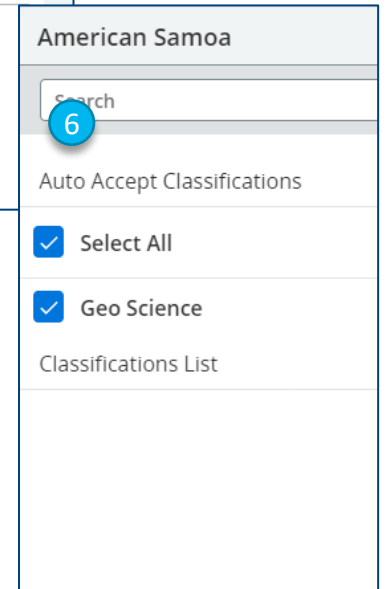 American Samoa
Search
6
Auto Accept Classifications
Select All
Geo Science
Classifications List